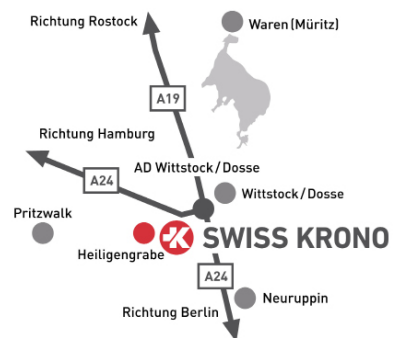 Richtung Rostock
Waren (Müritz)
A19
Richtung Hamburg
AD Wittstock / Dosse
A24
Wittstock / Dosse
Pritzwalk
SWISS KRONO
Heiligengrabe
A24
Neuruppin
Richtung Berlin